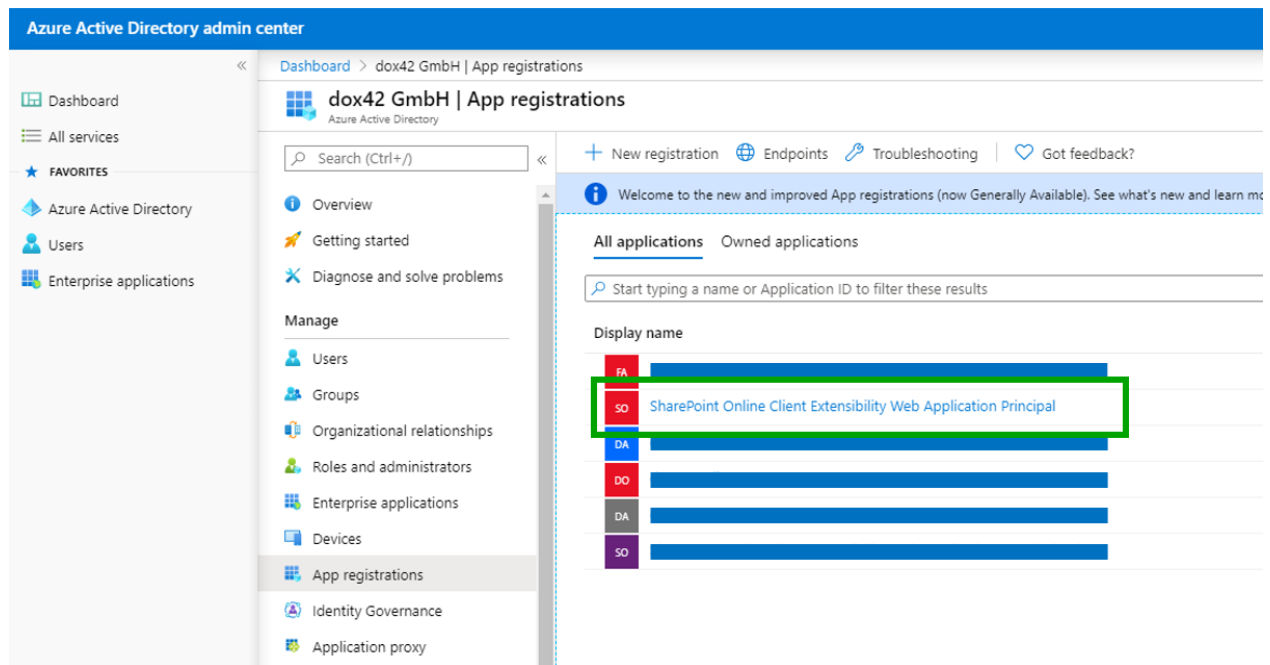 Azure Active Directory admin center
«
Dashboard
All services
FAVORITES
Azure Active Directory
Users
Enterprise applications
Dashboard > dox42 GmbH | App registrations
dox42 GmbH | App registrations
Azure Active Directory
Search (Ctrl+/)
«
Overview
Getting started
Diagnose and solve problems
Manage
Users
Groups
Organizational relationships
Roles and administrators
Enterprise applications
Devices
App registrations
Identity Governance
Application proxy
+ New registration Endpoints Troubleshooting | Got feedback?
Welcome to the new and improved App registrations (now Generally Available). See what's new and learn mo
All applications Owned applications
Start typing a name or Application ID to filter these results
Display name
FA
SO SharePoint Online Client Extensibility Web Application Principal
DA
DO
DA
SO